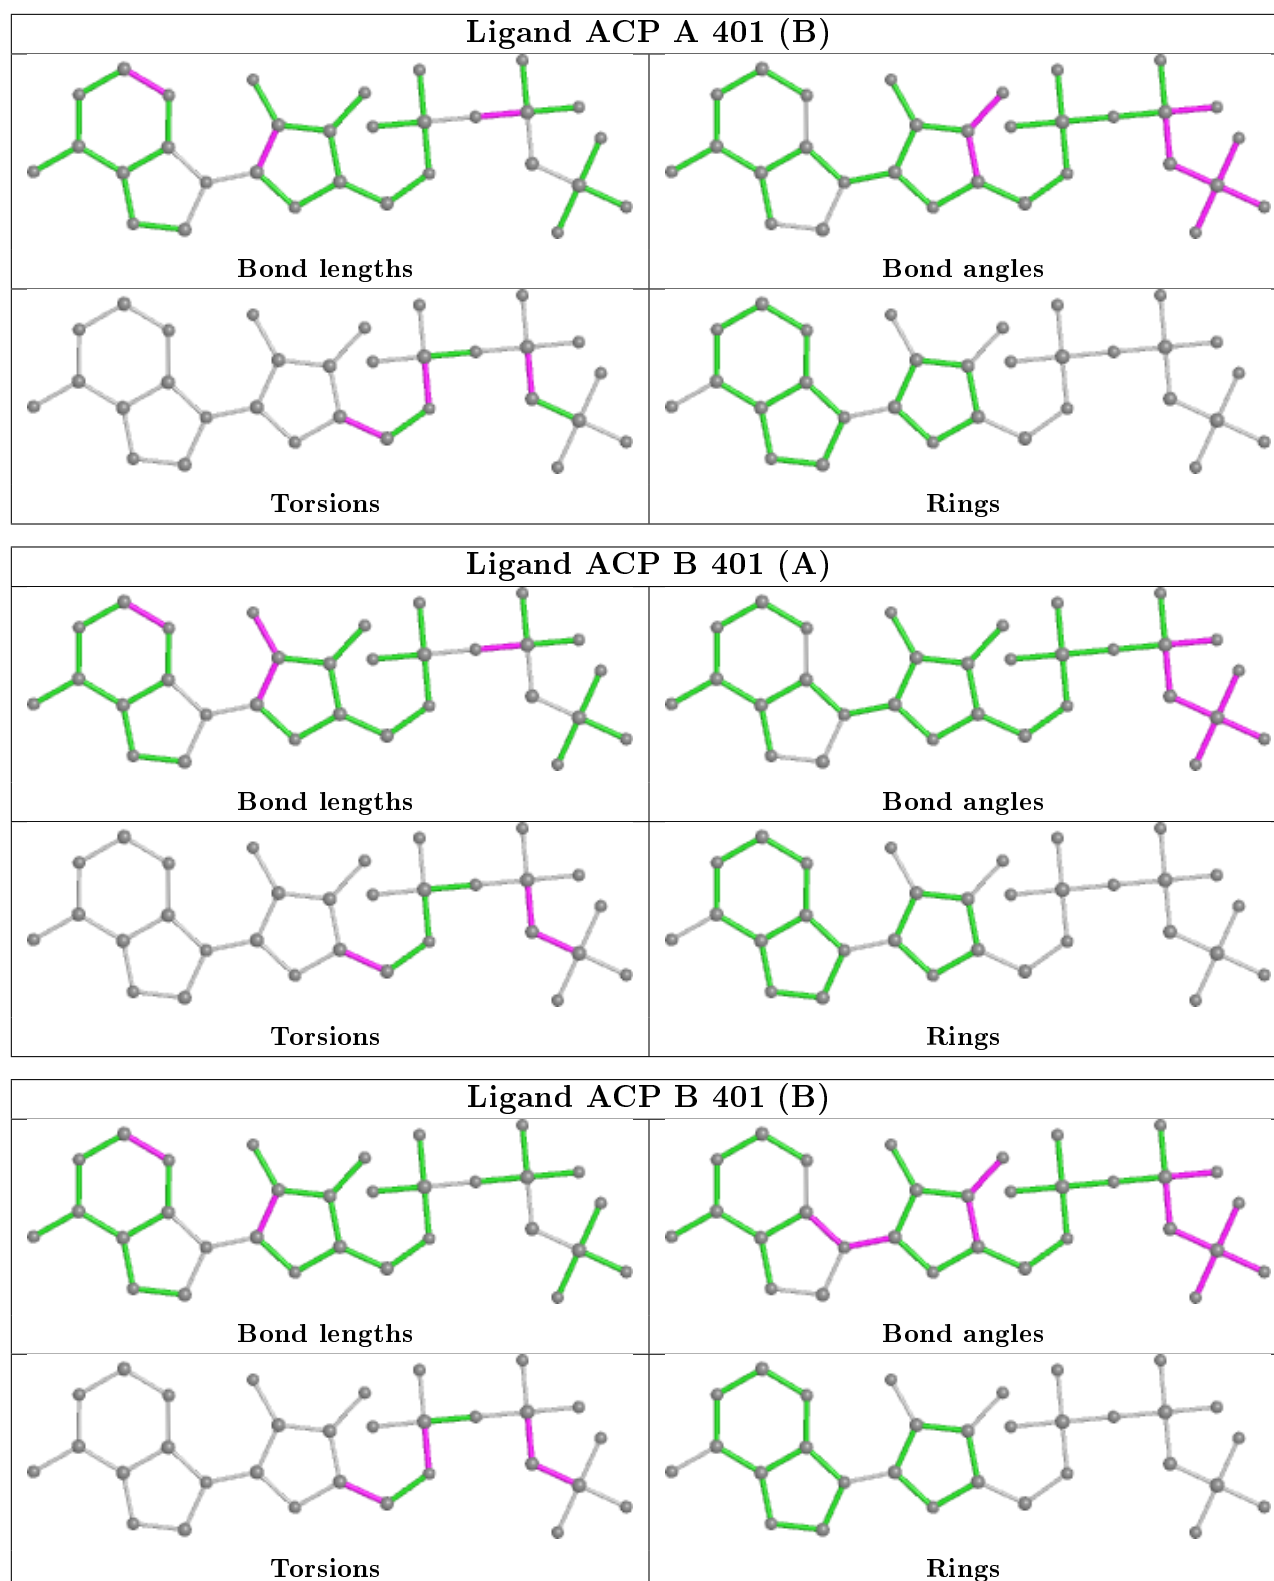 Ligand ACP A 401 (B)
Bond lengths
Bond angles
Torsions
Rings
Ligand ACP B 401 (A)
Bond lengths
Bond angles
Torsions
Rings
Ligand ACP B 401 (B)
Bond lengths
Bond angles
Torsions
Rings